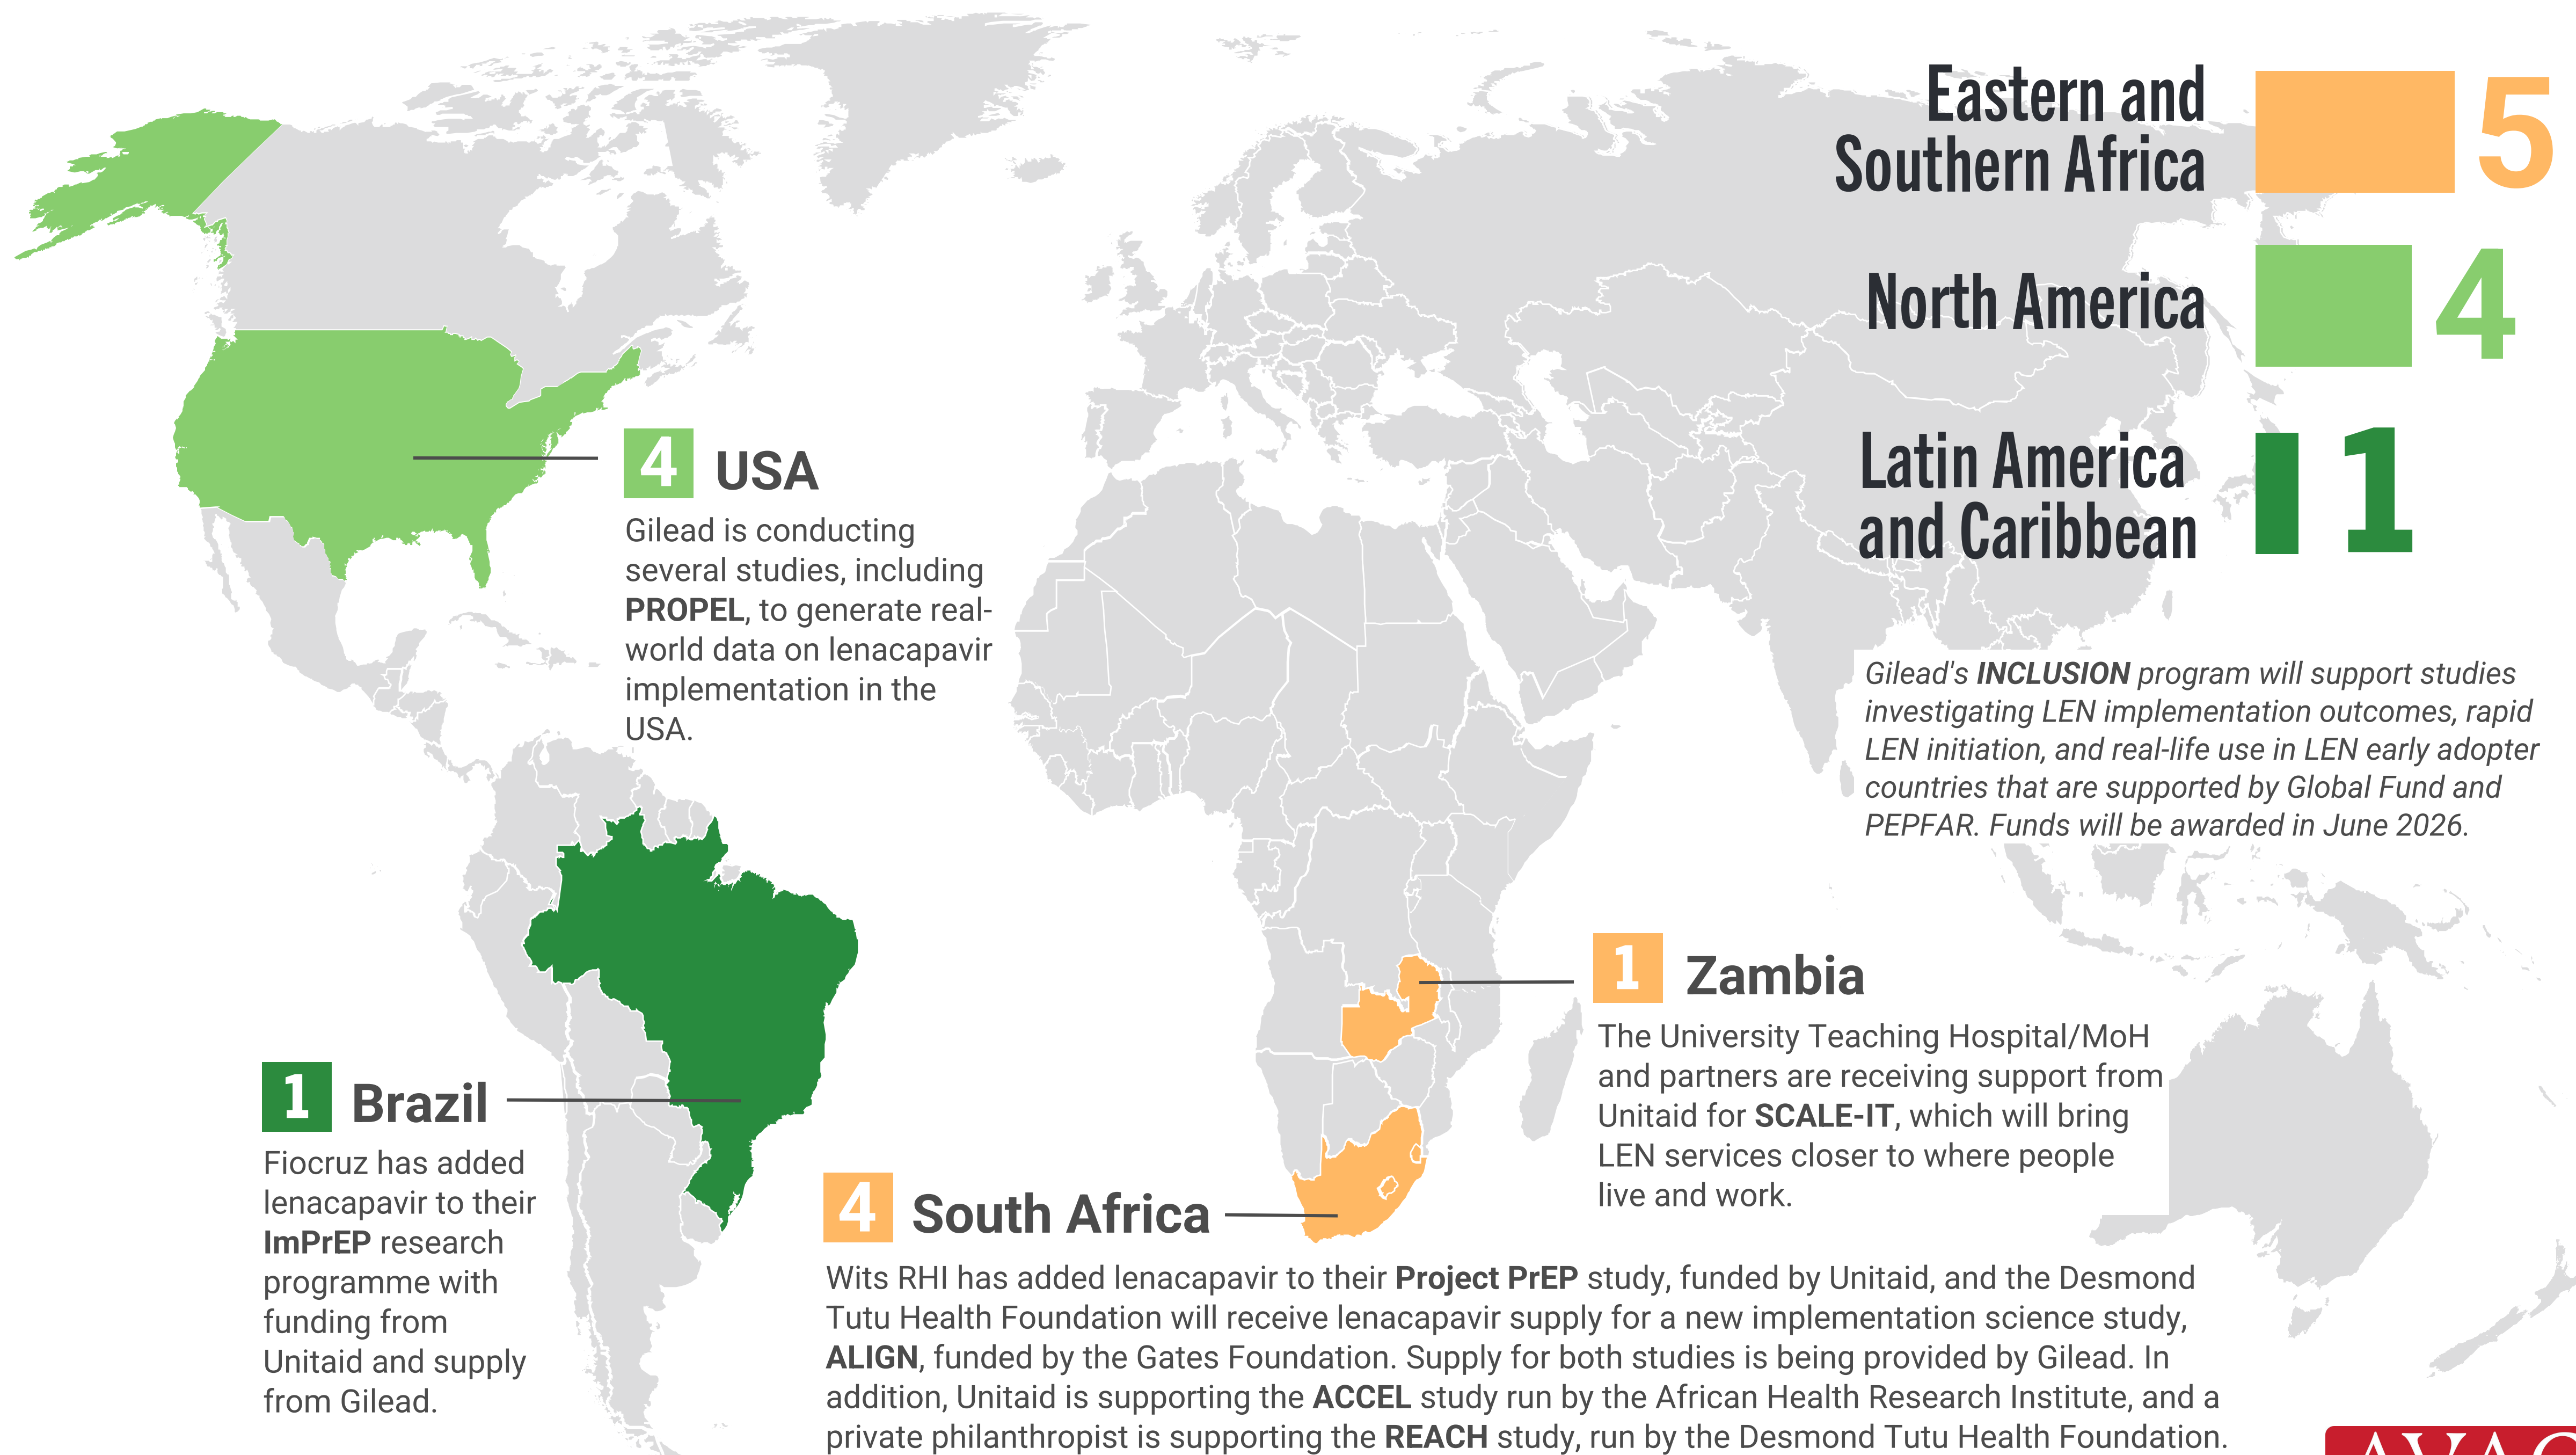 Eastern and
Southern Africa
5
North America
4
Latin America
and Caribbean
1
4 USA
Gilead is conducting
several studies, including
PROPEL, to generate real-
world data on lenacapavir
implementation in the
USA.
Gilead's INCLUSION program will support studies
investigating LEN implementation outcomes, rapid
LEN initiation, and real-life use in LEN early adopter
countries that are supported by Global Fund and
PEPFAR. Funds will be awarded in June 2026.
1 Zambia
The University Teaching Hospital/MoH
and partners are receiving support from
Unitaid for SCALE-IT, which will bring
LEN services closer to where people
live and work.
1 Brazil
Fiocruz has added
lenacapavir to their
ImPrEP research
programme with
funding from
Unitaid and supply
from Gilead.
4 South Africa
Wits RHI has added lenacapavir to their Project PrEP study, funded by Unitaid, and the Desmond
Tutu Health Foundation will receive lenacapavir supply for a new implementation science study,
ALIGN, funded by the Gates Foundation. Supply for both studies is being provided by Gilead. In
addition, Unitaid is supporting the ACCEL study run by the African Health Research Institute, and a
private philanthropist is supporting the REACH study, run by the Desmond Tutu Health Foundation.